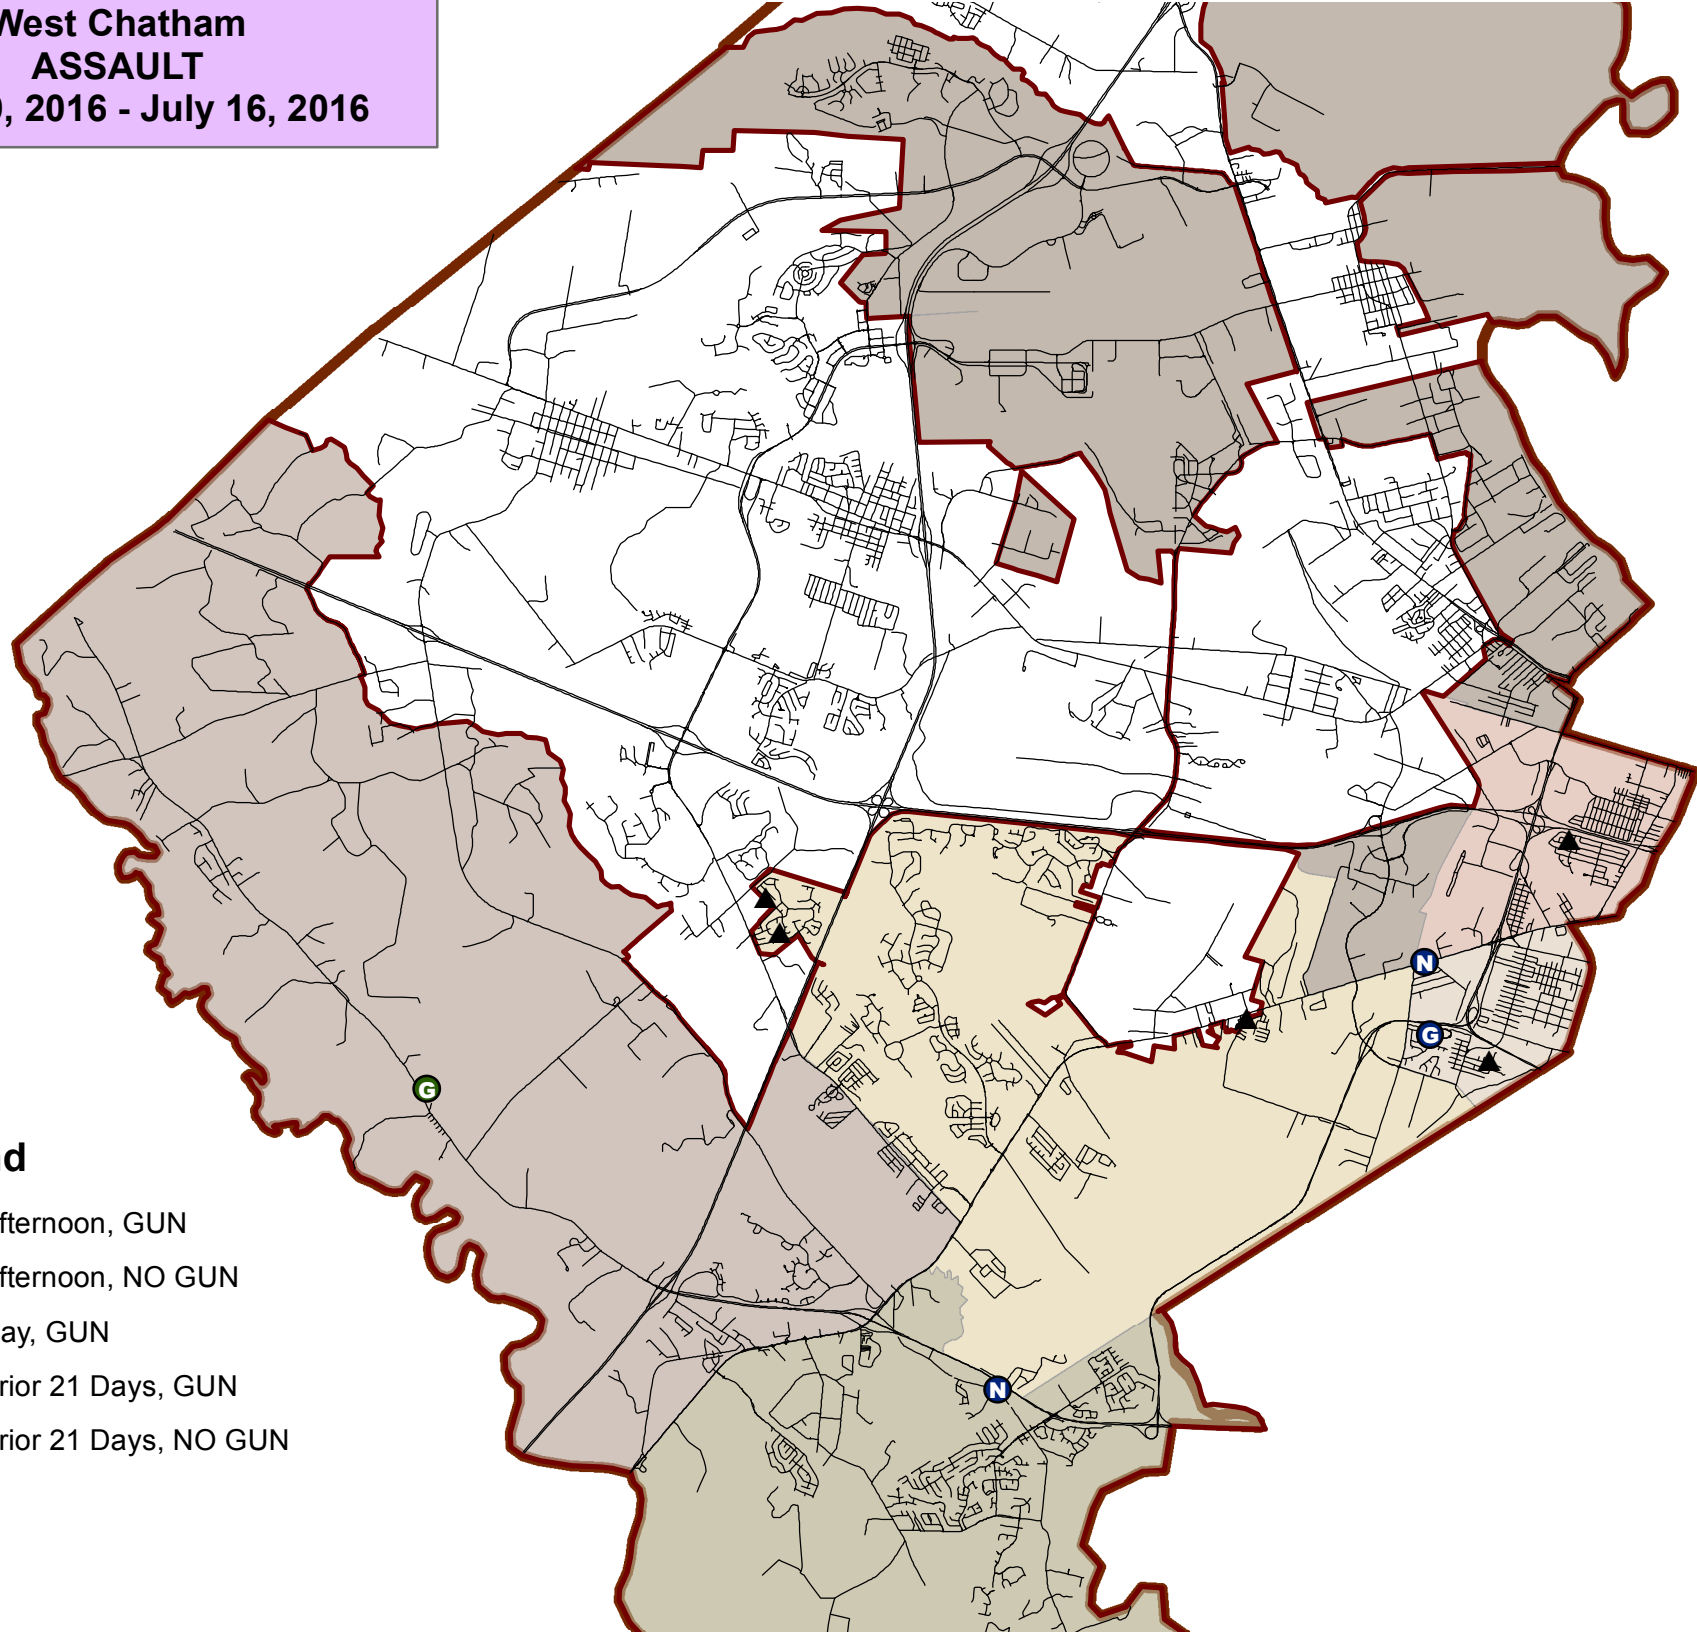 West Chatham
ASSAULT
, 2016 - July 16, 2016
N
G
G
N
fternoon, GUN
fternoon, NO GUN
ay, GUN
rior 21 Days, GUN
rior 21 Days, NO GUN